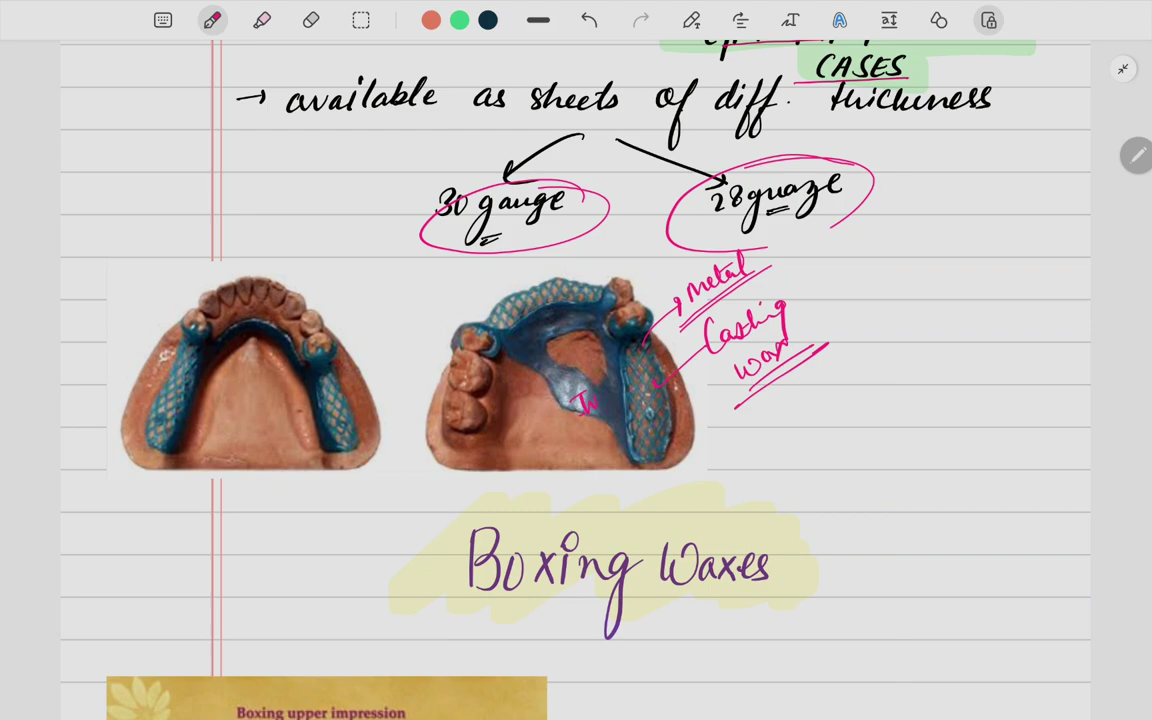 CASES
→ available as sheets of diff. thickness
30 gauge
28 guaze
metal
Casting
wax
Boxing Waxes
Boxing upper impression